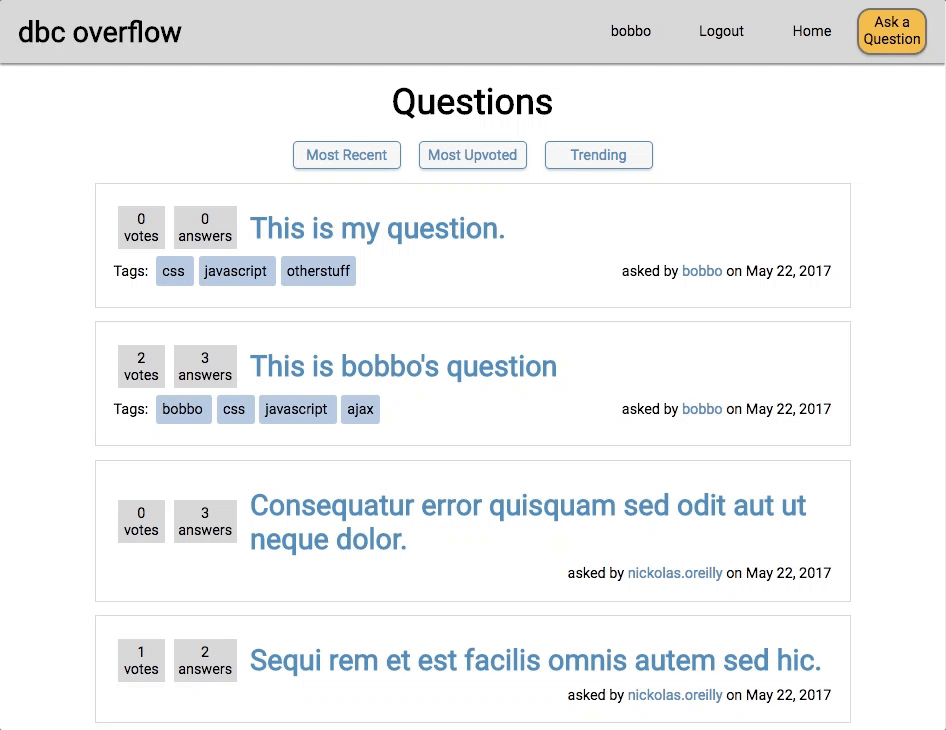 dbc overflow
bobbo Logout Home Ask a
Question
Questions
Most Recent Most Upvoted Trending
0 votes 0 answers This is my question.
Tags: css javascript otherstuff asked by bobbo on May 22, 2017
2 votes 3 answers This is bobbo's question
Tags: bobbo css javascript ajax asked by bobbo on May 22, 2017
0 votes 3 answers Consequatur error quisquam sed odit aut ut
neque dolor.
asked by nickolas.oreilly on May 22, 2017
1 votes 2 answers Sequi rem et est facilis omnis autem sed hic.
asked by nickolas.oreilly on May 22, 2017